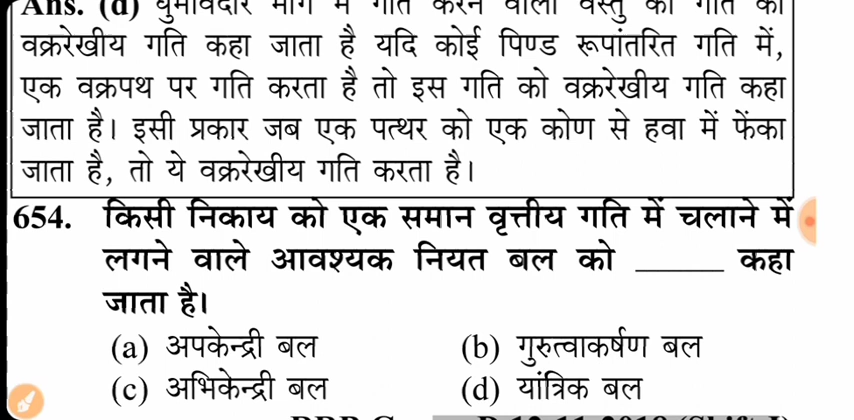 Ans. (d) घुमावदार मार्ग में गति करने वाली वस्तु की गति को
वक्ररेखीय गति कहा जाता है यदि कोई पिण्ड रूपांतरित गति में,
एक वक्रपथ पर गति करता है तो इस गति को वक्ररेखीय गति कहा
जाता है। इसी प्रकार जब एक पत्थर को एक कोण से हवा में फेंका
जाता है, तो ये वक्ररेखीय गति करता है।
654. किसी निकाय को एक समान वृत्तीय गति में चलाने में
लगने वाले आवश्यक नियत बल को ______ कहा
जाता है।
(a) अपकेन्द्री बल (b) गुरुत्वाकर्षण बल
(c) अभिकेन्द्री बल (d) यांत्रिक बल